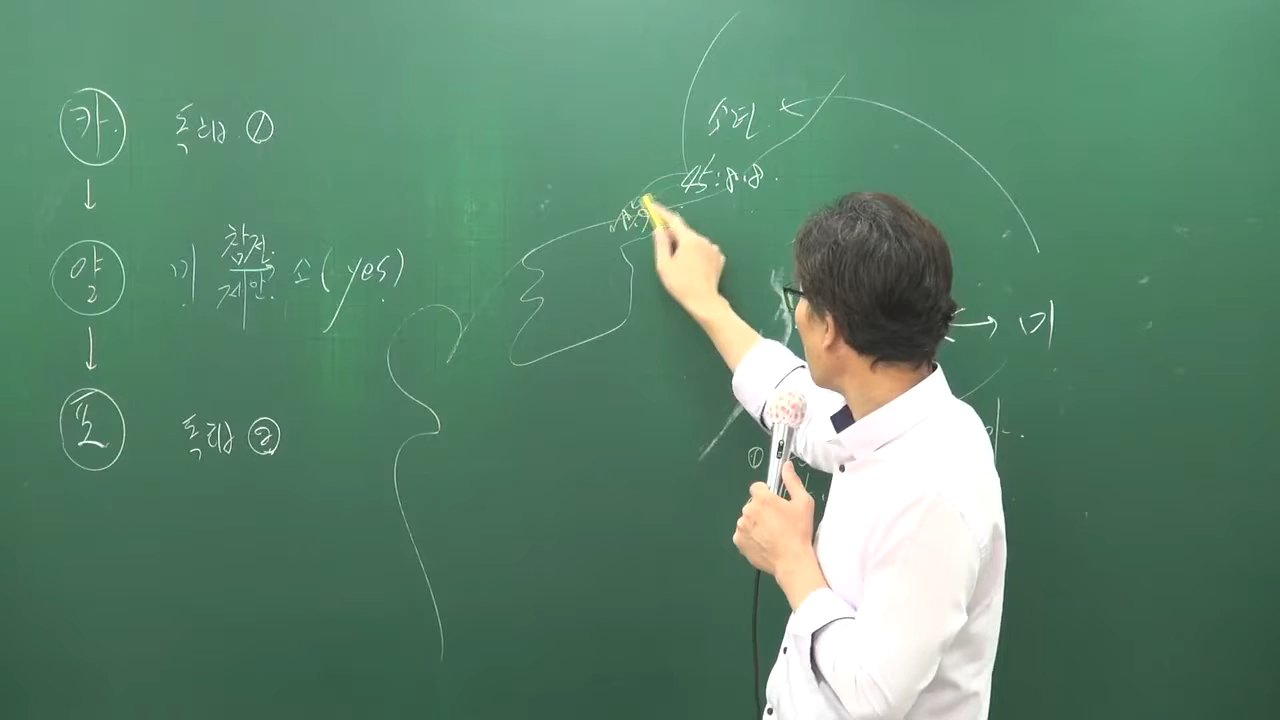 카.
독립.①
얄
미 참전 제안 → 소(yes)
포
독립②
소련.
45:8.8.
→ 미
①